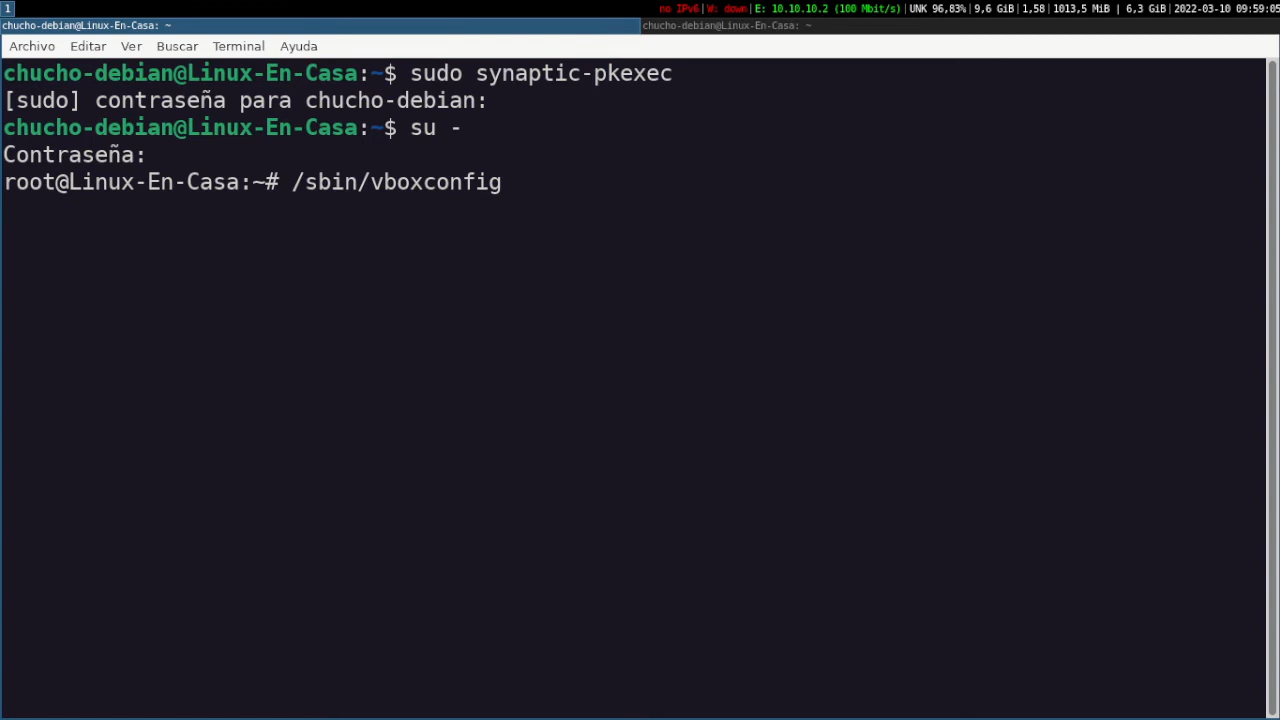 1
no IPv6|W: down|E: 10.10.10.2 (100 Mbit/s)|UNK 96,83%|9,6 GiB|1,58|1013,5 MiB | 6,3 GiB|2022-03-10 09:59:05
chucho-debian@Linux-En-Casa: ~
chucho-debian@Linux-En-Casa: ~
Archivo Editar Ver Buscar Terminal Ayuda
chucho-debian@Linux-En-Casa:~$ sudo synaptic-pkexec
[sudo] contraseña para chucho-debian:
chucho-debian@Linux-En-Casa:~$ su -
Contraseña:
root@Linux-En-Casa:~# /sbin/vboxconfig